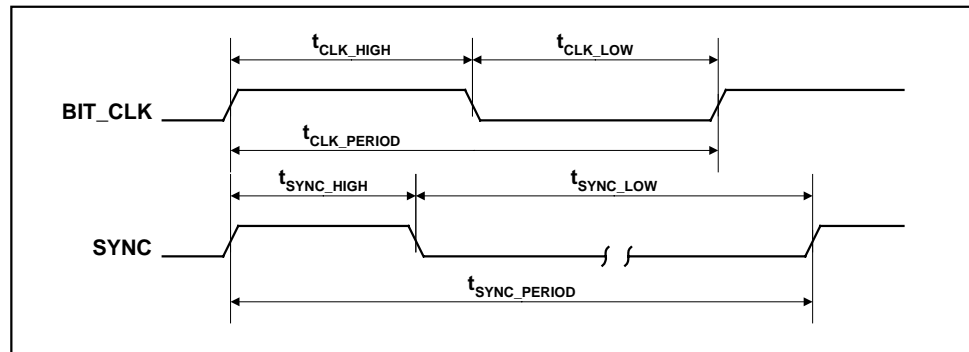 tCLK_HIGH tCLK_LOW
BIT_CLK
tCLK_PERIOD
tSYNC_HIGH tSYNC_LOW
SYNC
tSYNC_PERIOD